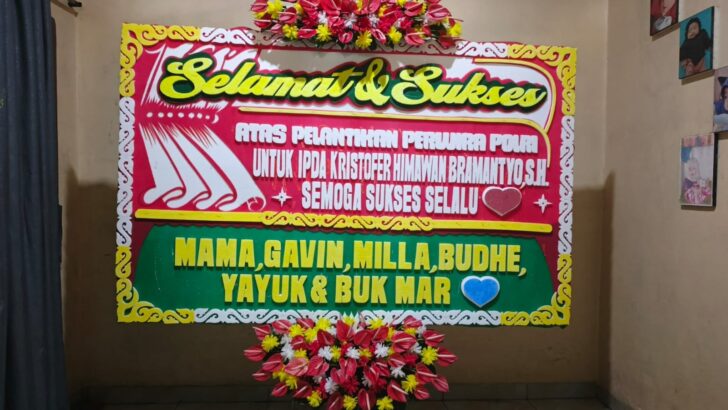 Selamat & Sukses
ATAS PELANTIKAN PERWIRA POLRI
UNTUK IPDA KRISTOFER HIMAWAN BRAMANTYO S.H.
SEMOGA SUKSES SELALU
MAMA, GAVIN, MILLA, BUDHE,
YAYUK & BUK MAR